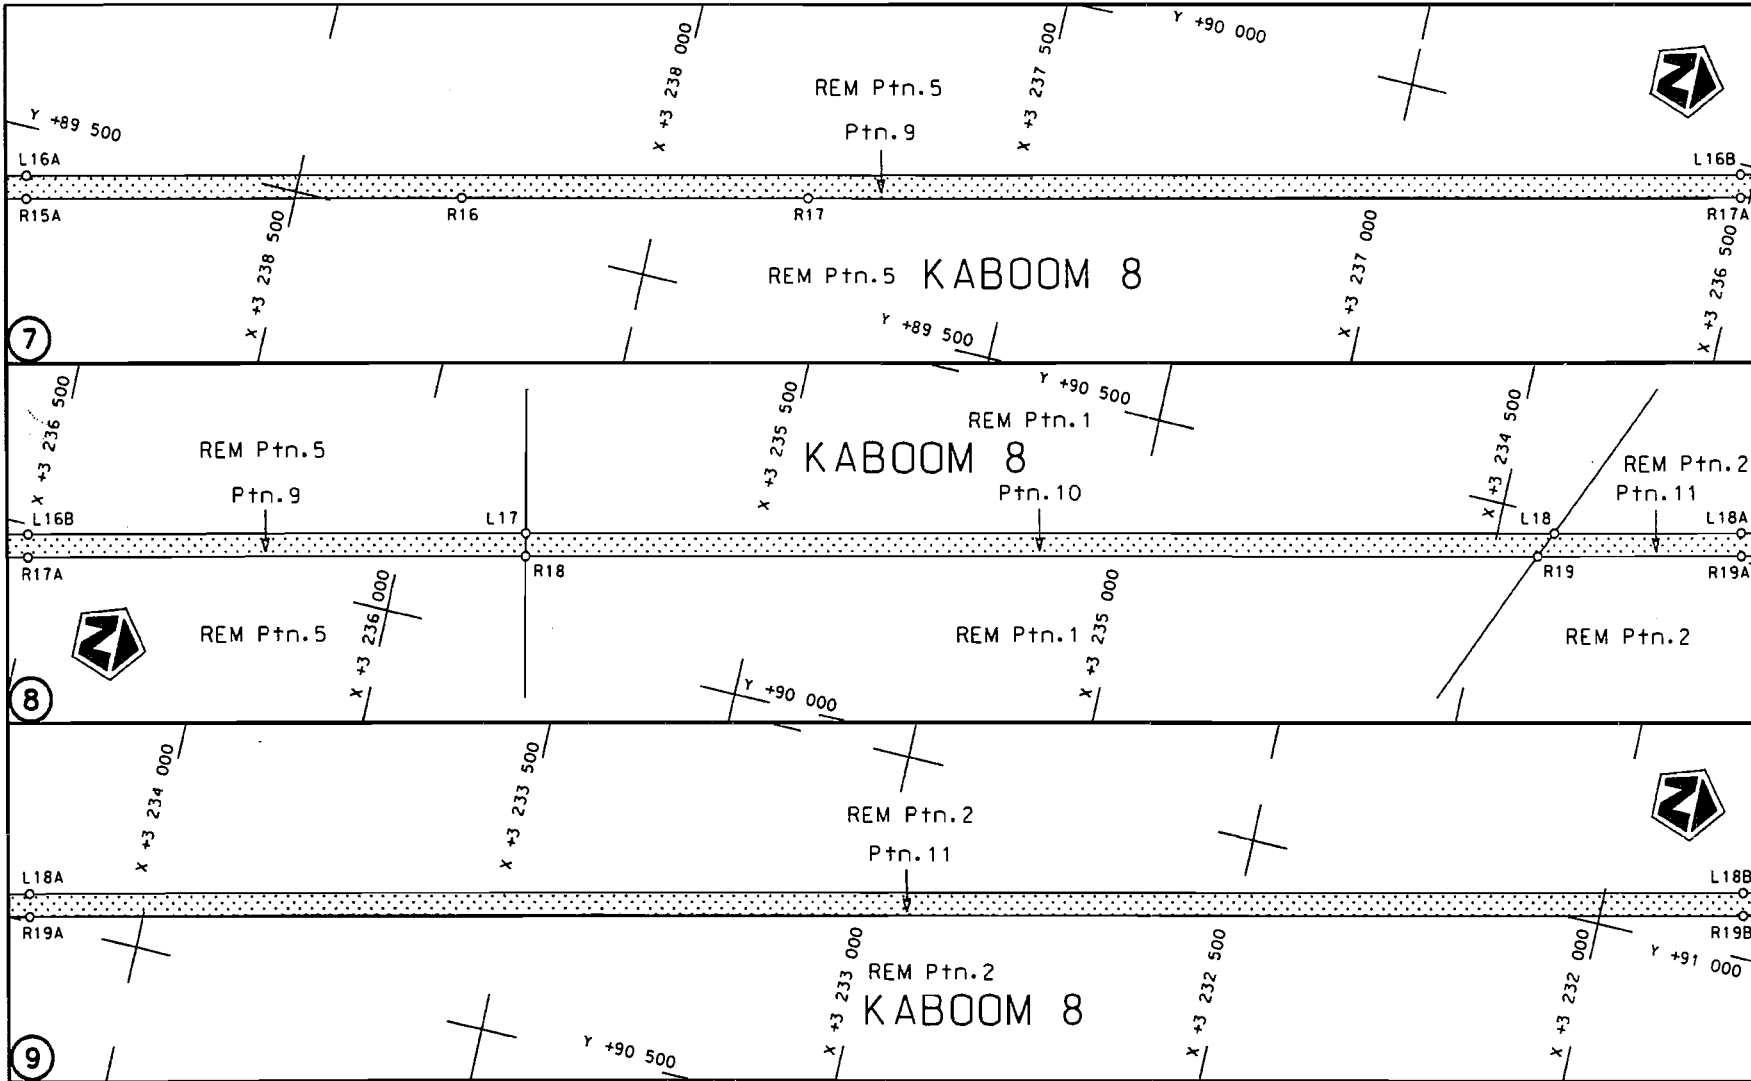 X +3 238 000
X +3 237 500
Y +90 000
REM Ptn.5
Ptn.9
Y +89 500
L16A
L16B
R15A
R16
R17
R17A
X +3 238 500
REM Ptn.5
KABOOM 8
X +3 237 000
X +3 236 500
Y +89 500
7
X +3 236 500
X +3 235 500
Y +90 500
REM Ptn.1
X +3 234 500
REM Ptn.5
KABOOM 8
REM Ptn.2
Ptn.9
Ptn.10
Ptn.11
L16B
L17
L18
L18A
R17A
R18
R19
R19A
X +3 236 000
REM Ptn.5
REM Ptn.1
X +3 235 000
REM Ptn.2
Y +90 000
8
X +3 234 000
X +3 233 500
REM Ptn.2
Ptn.11
L18A
L18B
R19A
R19B
X +3 233 000
REM Ptn.2
KABOOM 8
X +3 232 500
X +3 232 000
Y +91 000
Y +90 500
9